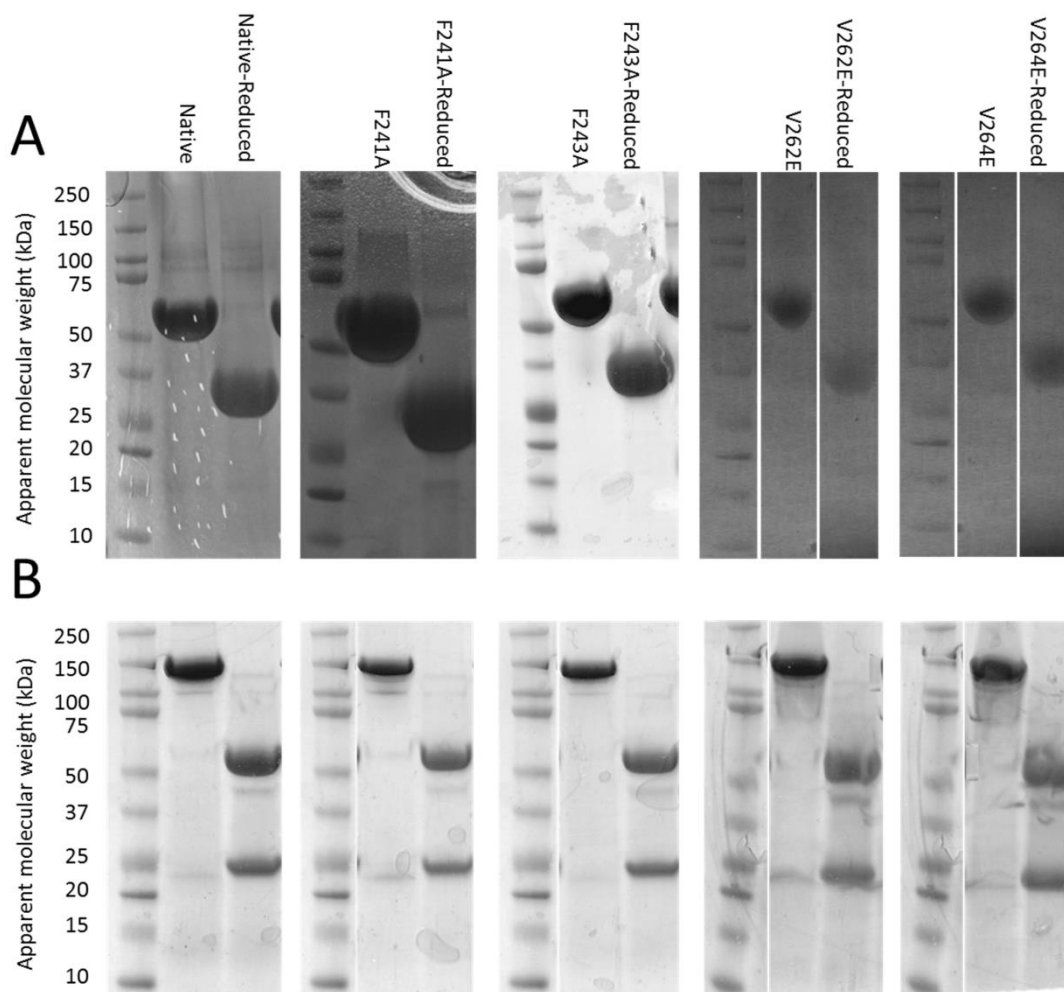 Native
Native-Reduced
F241A
F241A-Reduced
F243A
F243A-Reduced
V262E
V262E-Reduced
V264E
V264E-Reduced
A
Apparent molecular weight (kDa)
250
150
100
75
50
37
25
20
15
10
B
Apparent molecular weight (kDa)
250
150
100
75
50
37
25
20
15
10